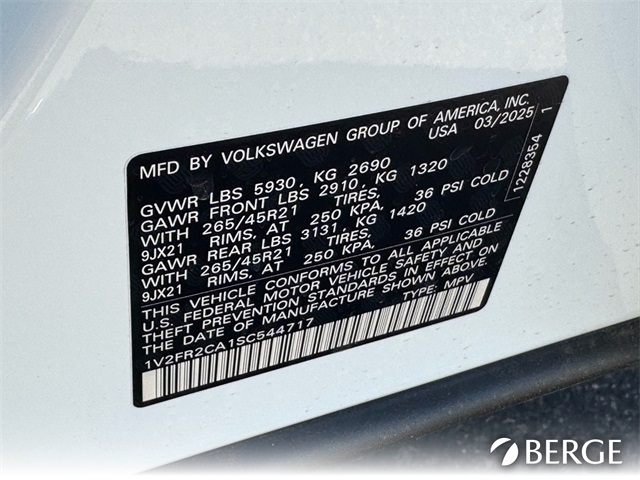 MFD BY VOLKSWAGEN GROUP OF AMERICA, INC.
USA 03/2025
GVWR LBS 5930, KG 2690
GAWR FRONT LBS 2910, KG 1320
WITH 265/45R21 TIRES,
9JX21 RIMS, AT 250 KPA, 36 PSI COLD
GAWR REAR LBS 3131, KG 1420
WITH 265/45R21 TIRES,
9JX21 RIMS, AT 250 KPA, 36 PSI COLD
THIS VEHICLE CONFORMS TO ALL APPLICABLE
U.S. FEDERAL MOTOR VEHICLE SAFETY AND
THEFT PREVENTION STANDARDS IN EFFECT ON
THE DATE OF MANUFACTURE SHOWN ABOVE.
1V2FR2CA1SC544717 TYPE: MPV
1228354 1
BERGE